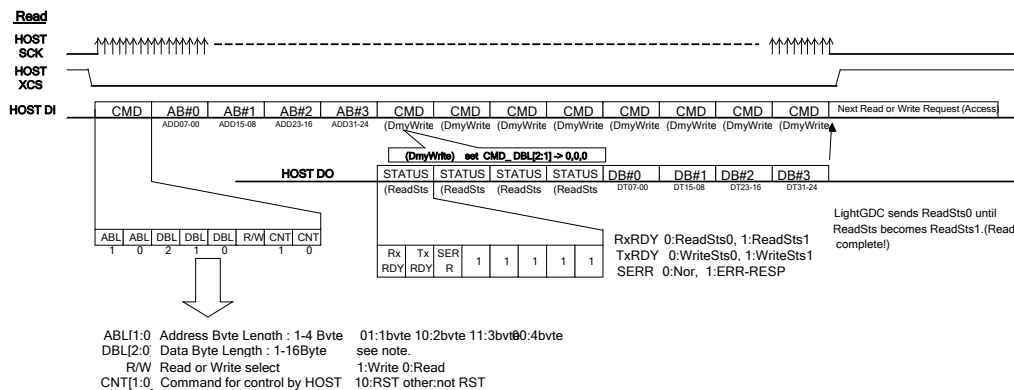 Read
HOST SCK
HOST XCS
HOST DI CMD AB#0 AB#1 AB#2 AB#3 CMD CMD CMD CMD CMD CMD CMD CMD Next Read or Write Request (Access)
ADD07-00 ADD15-08 ADD23-16 ADD31-24 (DmyWrite (DmyWrite (DmyWrite (DmyWrite (DmyWrite (DmyWrite (DmyWrite (DmyWrite
(DmyWrite) set CMD_DBL[2:1] -> 0,0,0
HOST DO STATUS STATUS STATUS STATUS DB#0 DB#1 DB#2 DB#3
(ReadSts (ReadSts (ReadSts (ReadSts DT07-00 DT15-08 DT23-16 DT31-24
LightGDC sends ReadSts0 until
ReadSts becomes ReadSts1.(Read
complete!)
ABL ABL DBL DBL DBL R/W CNT CNT
1 0 2 1 0 1 0
Rx RDY Tx RDY SER R 1 1 1 1 1
RxRDY 0:ReadSts0, 1:ReadSts1
TxRDY 0:WriteSts0, 1:WriteSts1
SERR 0:Nor, 1:ERR-RESP
ABL[1:0 Address Byte Length : 1-4 Byte 01:1byte 10:2byte 11:3byte 00:4byte
DBL[2:0] Data Byte Length : 1-16Byte see note.
R/W Read or Write select 1:Write 0:Read
CNT[1:0 Command for control by HOST 10:RST other:not RST